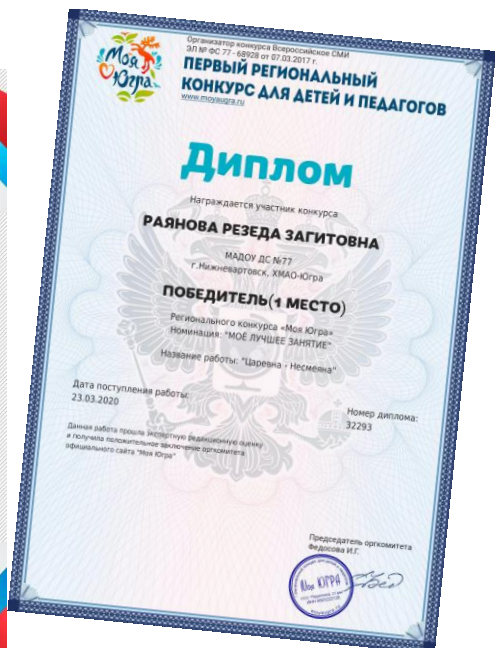 Моя
Югра
Организатор конкурса Всероссийское СМИ
ЭЛ № ФС 77 - 68928 от 07.03.2017 г.
ПЕРВЫЙ РЕГИОНАЛЬНЫЙ
КОНКУРС ДЛЯ ДЕТЕЙ И ПЕДАГОГОВ
www.moyaugra.ru
Диплом
Награждается участник конкурса
РАЯНОВА РЕЗЕДА ЗАГИТОВНА
МАДОУ ДС №77
г.Нижневартовск, ХМАО-Югра
ПОБЕДИТЕЛЬ(1 МЕСТО)
Регионального конкурса «Моя Югра»
Номинация: "МОЁ ЛУЧШЕЕ ЗАНЯТИЕ"
Название работы: "Царевна - Несмеяна"
Дата поступления работы:
23.03.2020
Номер диплома:
32293
Данная работа прошла экспертную редакционную оценку
и получила положительное заключение оргкомитета
официального сайта "Моя Югра"
Председатель оргкомитета
Федосова И.Г.
Моя ЮГРА